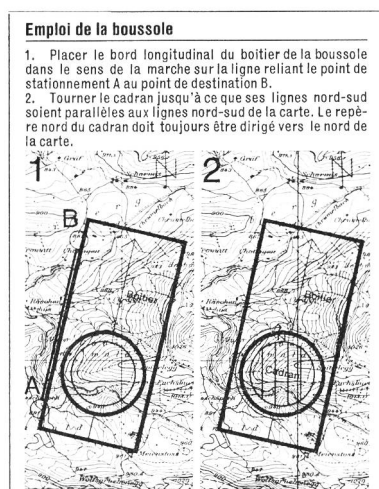 Emploi de la boussole
1. Placer le bord longitudinal du boitier de la boussole
dans le sens de la marche sur la ligne reliant le point de
stationnement A au point de destination B.
2. Tourner le cadran jusqu'à ce que ses lignes nord-sud
soient parallèles aux lignes nord-sud de la carte. Le repè-
re nord du cadran doit toujours être dirigé vers le nord de
la carte.
1
2
B
Boitier
Boitier
A
Cadran